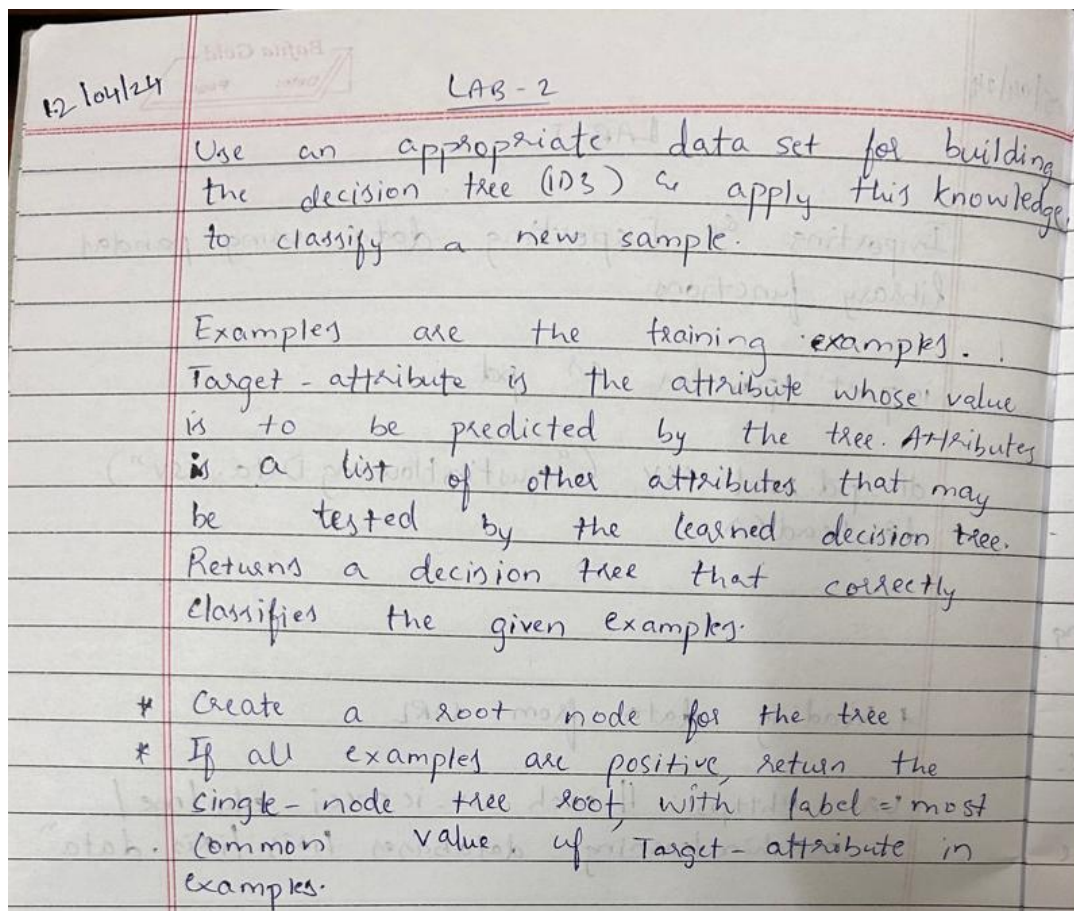 12/04/24
LAB - 2
Use an appropriate data set for building
the decision tree (ID3) & apply this knowledge
to classify a new sample.
Examples are the training examples.
Target - attribute is the attribute whose value
is to be predicted by the tree. Attributes
is a list of other attributes that may
be tested by the learned decision tree.
Returns a decision tree that correctly
classifies the given examples.
* Create a root node for the tree
* If all examples are positive, return the
single - node tree root, with label = most
common value of Target - attribute in
examples.